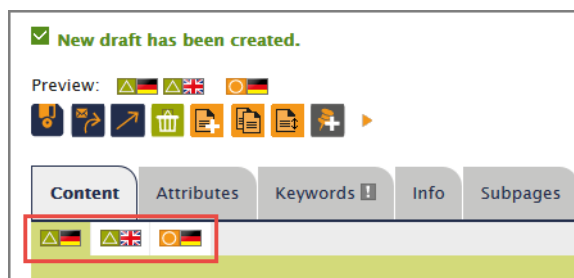 New draft has been created.
Preview:
Content Attributes Keywords ! Info Subpages